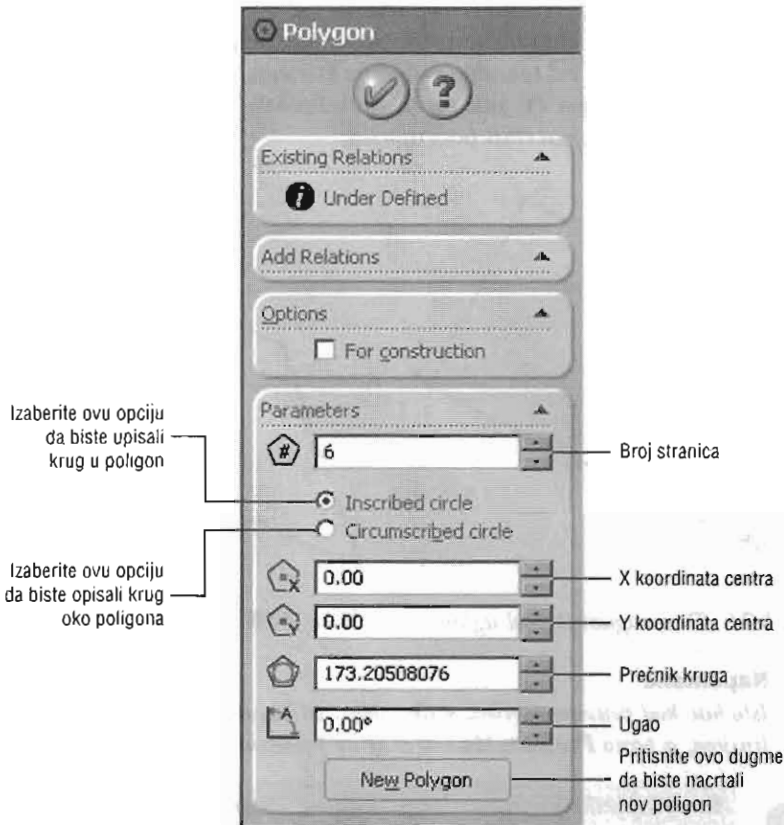 Polygon
Existing Relations
Under Defined
Add Relations
Options
For construction
Parameters
Izaberite ovu opciju
da biste upisali
krug u poligon
#
6
Broj stranica
Inscribed circle
Circumscribed circle
Izaberite ovu opciju
da biste opisali krug
oko poligona
X
0.00
X koordinata centra
Y
0.00
Y koordinata centra
173.20508076
Prečnik kruga
A
0.00°
Ugao
New Polygon
Pritisnite ovo dugme
da biste nacrtali
nov poligon